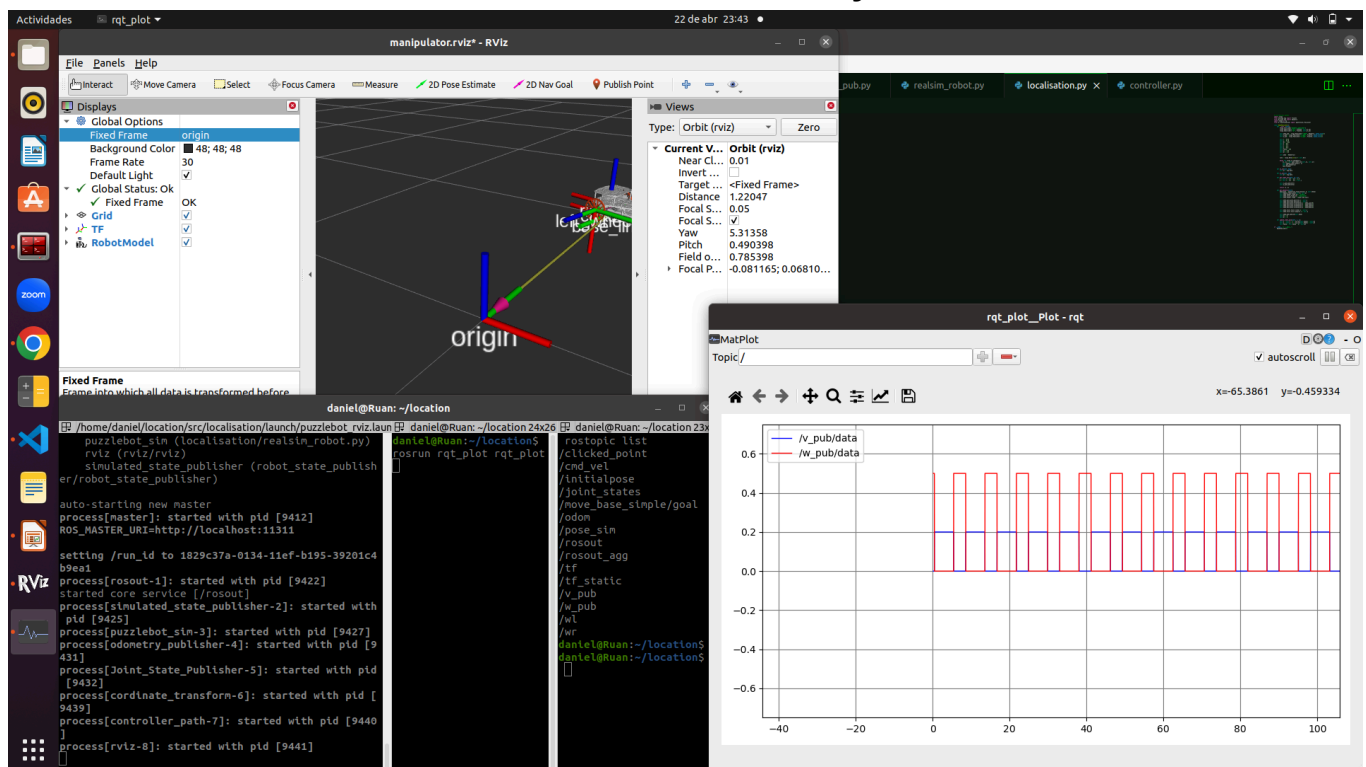 Actividades rqt_plot 22 de abr 23:43
manipulator.rviz* - RViz
File Panels Help
Interact Move Camera Select Focus Camera Measure 2D Pose Estimate 2D Nav Goal Publish Point
Displays
Global Options
Fixed Frame origin
Background Color 48; 48; 48
Frame Rate 30
Default Light
Global Status: Ok
Fixed Frame OK
Grid
TF
RobotModel
Fixed Frame
Frame into which all data is transformed before
origin
Views
Type: Orbit (rviz) Zero
Current V... Orbit (rviz)
Near Cl... 0.01
Invert ...
Target ... <Fixed Frame>
Distance 1.22047
Focal S... 0.05
Focal S...
Yaw 5.31358
Pitch 0.490398
Field o... 0.785398
Focal P... -0.081165; 0.06810...
_pub.py realsim_robot.py localisation.py controller.py
zoom
RViz
daniel@Ruan: ~/location
/home/daniel/location/src/localisation/launch/puzzlebot_rviz.laun
puzzlebot_sim (localisation/realsim_robot.py)
rviz (rviz/rviz)
simulated_state_publisher (robot_state_publish
er/robot_state_publisher)
auto-starting new master
process[master]: started with pid [9412]
ROS_MASTER_URI=http://localhost:11311
setting /run_id to 1829c37a-0134-11ef-b195-39201c4
b9ea1
process[rosout-1]: started with pid [9422]
started core service [/rosout]
process[simulated_state_publisher-2]: started with
pid [9425]
process[puzzlebot_sim-3]: started with pid [9427]
process[odometry_publisher-4]: started with pid [9
431]
process[Joint_State_Publisher-5]: started with pid
[9432]
process[cordinate_transform-6]: started with pid [
9439]
process[controller_path-7]: started with pid [9440
]
process[rviz-8]: started with pid [9441]
daniel@Ruan: ~/location 24x26
daniel@Ruan:~/location$
rosrun rqt_plot rqt_plot
daniel@Ruan: ~/location 23x
rostopic list
/clicked_point
/cmd_vel
/initialpose
/joint_states
/move_base_simple/goal
/odom
/pose_sim
/rosout
/rosout_agg
/tf
/tf_static
/v_pub
/w_pub
/wl
/wr
daniel@Ruan:~/location$
daniel@Ruan:~/location$
rqt_plot__Plot - rqt
MatPlot
Topic / autoscroll
x=-65.3861 y=-0.459334
/v_pub/data
/w_pub/data
0.6
0.4
0.2
0.0
−0.2
−0.4
−0.6
−40 −20 0 20 40 60 80 100